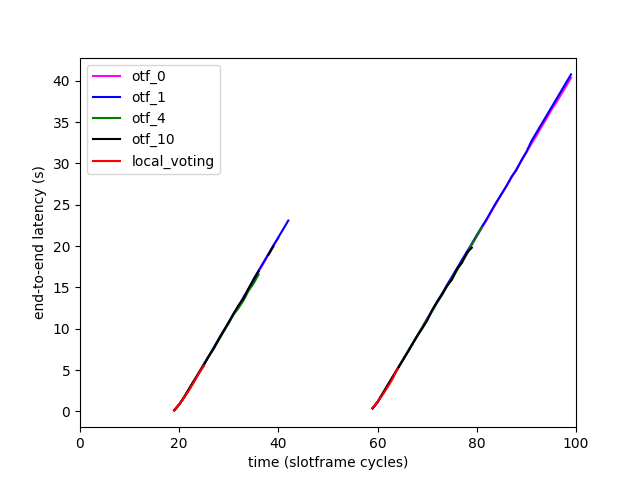 otf_0
otf_1
otf_4
otf_10
local_voting
end-to-end latency (s)
40
35
30
25
20
15
10
5
0
0 20 40 60 80 100
time (slotframe cycles)